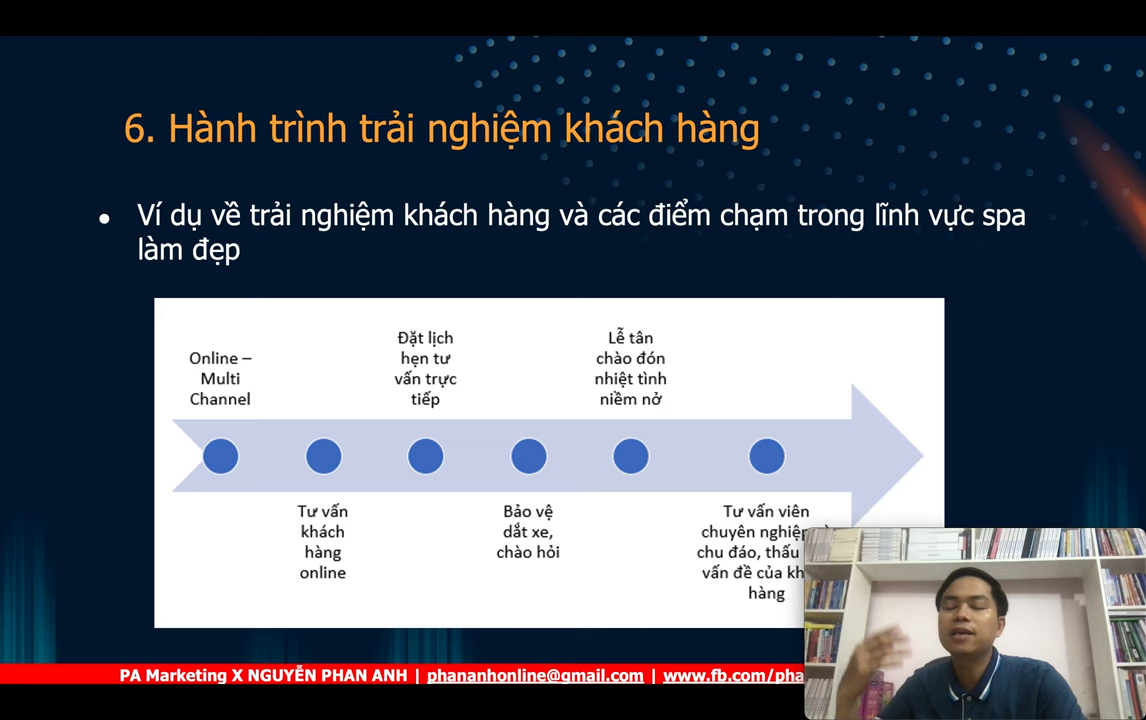 6. Hành trình trải nghiệm khách hàng
Ví dụ về trải nghiệm khách hàng và các điểm chạm trong lĩnh vực spa
làm đẹp
Online –
Multi
Channel
Tư vấn
khách
hàng
online
Đặt lịch
hẹn tư
vấn trực
tiếp
Bảo vệ
dắt xe,
chào hỏi
Lễ tân
chào đón
nhiệt tình
niềm nở
Tư vấn viên
chuyên nghiệp
chu đáo, thấu
vấn đề của
hàng
PA Marketing X NGUYỄN PHAN ANH | phananhonline@gmail.com | www.fb.com/pha